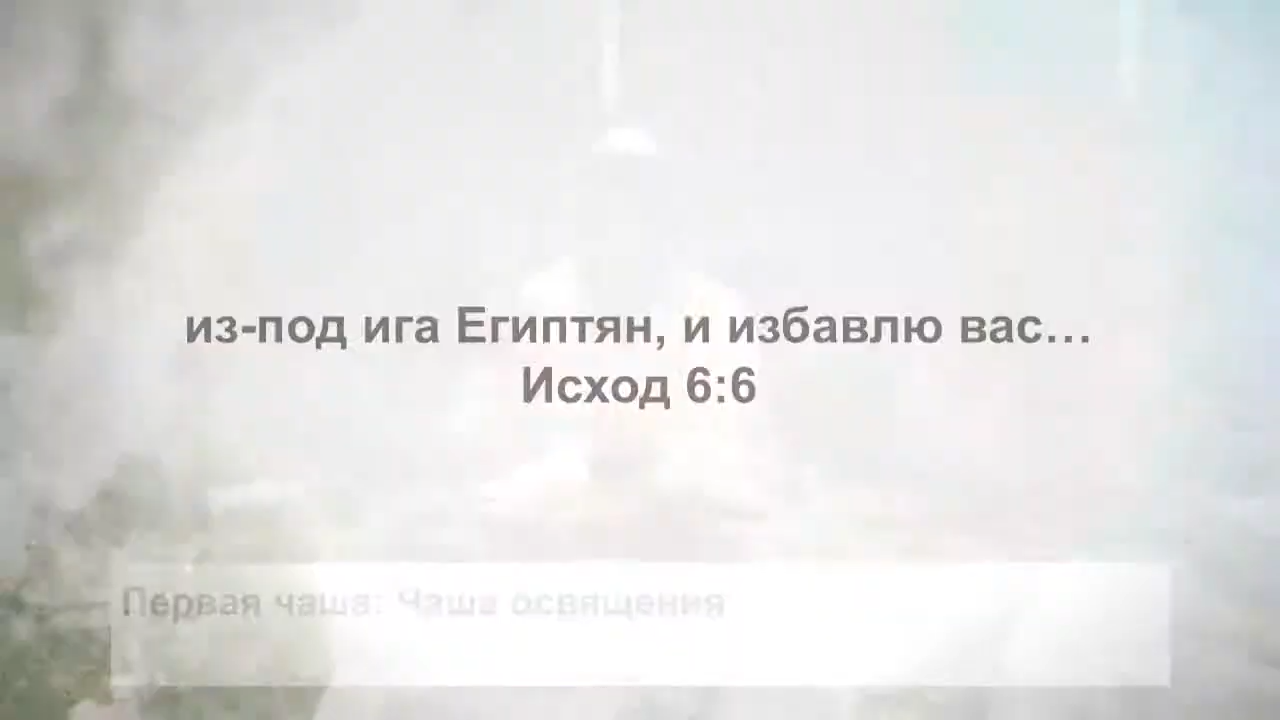 из-под ига Египтян, и избавлю вас...
Исход 6:6
Первая чаша: Чаша освящения